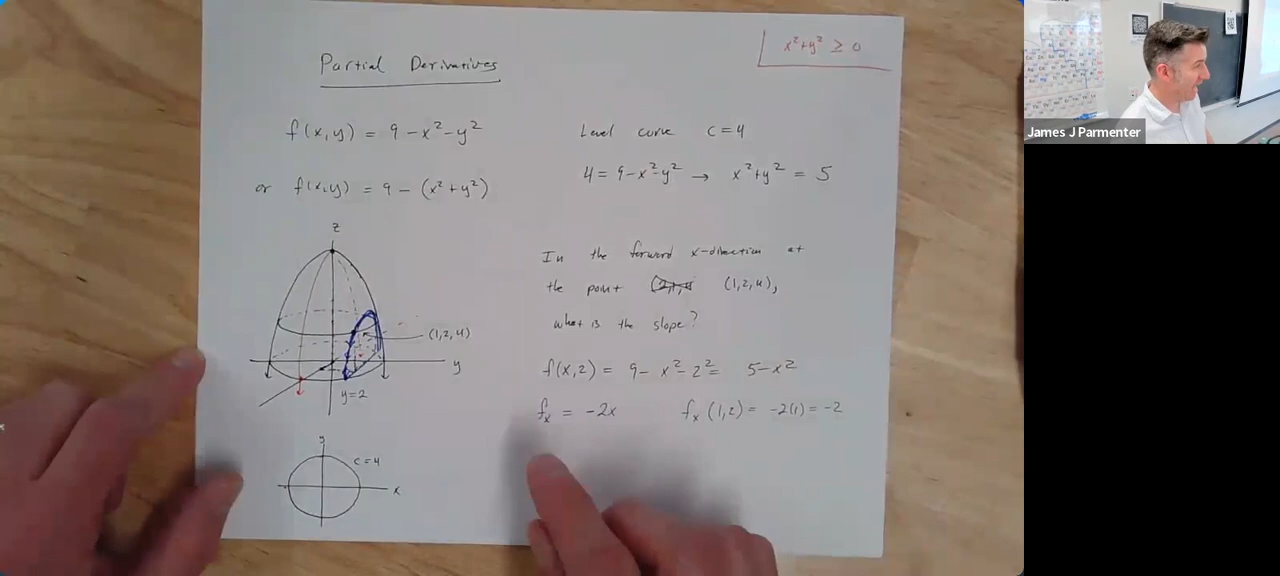 Partial Derivatives
x²+y² ≥ 0
f(x,y) = 9-x²-y²
or f(x,y) = 9 - (x²+y²)
Level curve c=4
4 = 9-x²-y² → x²+y² = 5
z
(1,2,4)
y
y=2
In the forward x-direction at
the point (1,2,4),
what is the slope?
f(x,2) = 9 - x²-2² = 5-x²
f_x = -2x f_x (1,2) = -2(1) = -2
y
c=4
x
James J Parmenter